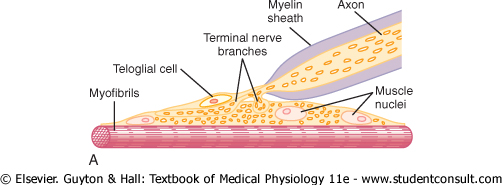 Myelin
sheath
Axon
Terminal nerve
branches
Teloglial cell
Myofibrils
Muscle
nuclei
A
© Elsevier. Guyton & Hall: Textbook of Medical Physiology 11e - www.studentconsult.com